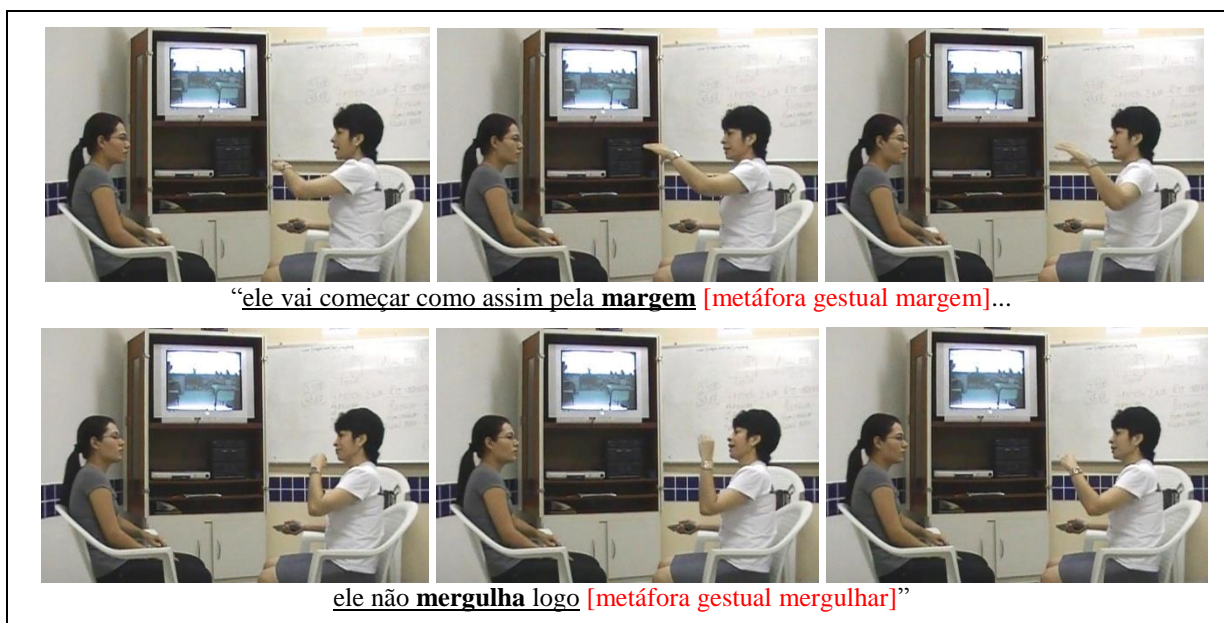 “ele vai começar como assim pela margem [metáfora gestual margem]...
ele não mergulha logo [metáfora gestual mergulhar]”